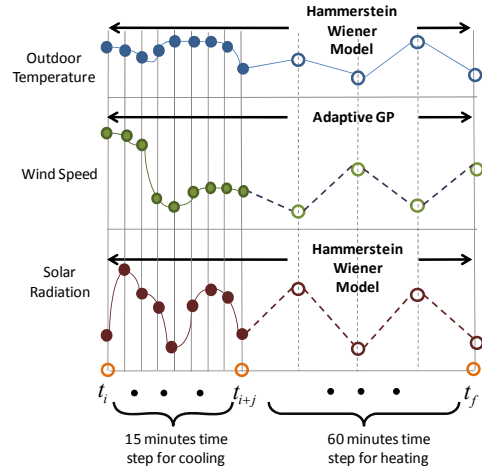 Hammerstein
Wiener
Model
Outdoor
Temperature
Adaptive GP
Wind Speed
Hammerstein
Wiener
Model
Solar
Radiation
t_i • • • t_{i+j} • • • t_f
15 minutes time
step for cooling
60 minutes time
step for heating